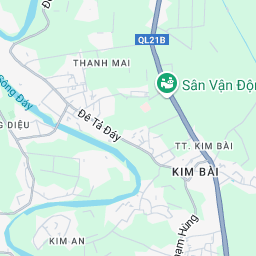 QL21B
THANH MAI
Sân Vận Độn
Sông Đáy
Đê Tả Đáy
G DIỆU
TT. KIM BÀI
KIM BÀI
KIM AN
ạm Hùng